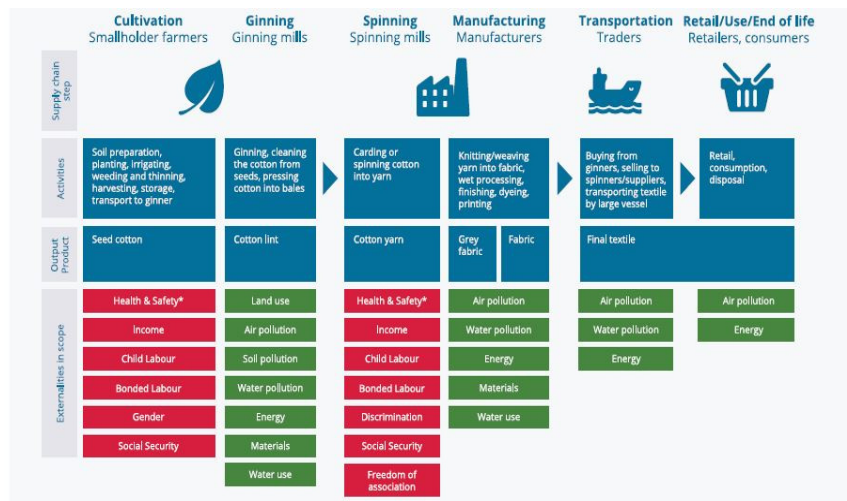 Cultivation
Smallholder farmers
Ginning
Ginning mills
Spinning
Spinning mills
Manufacturing
Manufacturers
Transportation
Traders
Retail/Use/End of life
Retailers, consumers
Supply chain
step
Activities
Soil preparation,
planting, irrigating,
weeding and thinning,
harvesting, storage,
transport to ginner
Ginning, cleaning
the cotton from
seeds, pressing
cotton into bales
Carding or
spinning cotton
into yarn
Knitting/weaving
yarn into fabric,
wet processing,
finishing, dyeing,
printing
Buying from
ginners, selling to
spinners/suppliers,
transporting textile
by large vessel
Retail,
consumption,
disposal
Output
Product
Seed cotton
Cotton lint
Cotton yarn
Grey
fabric
Fabric
Final textile
Externalities in scope
Health & Safety*
Income
Child Labour
Bonded Labour
Gender
Social Security
Land use
Air pollution
Soil pollution
Water pollution
Energy
Materials
Water use
Health & Safety*
Income
Child Labour
Bonded Labour
Discrimination
Social Security
Freedom of
association
Air pollution
Water pollution
Energy
Materials
Water use
Air pollution
Water pollution
Energy
Air pollution
Energy